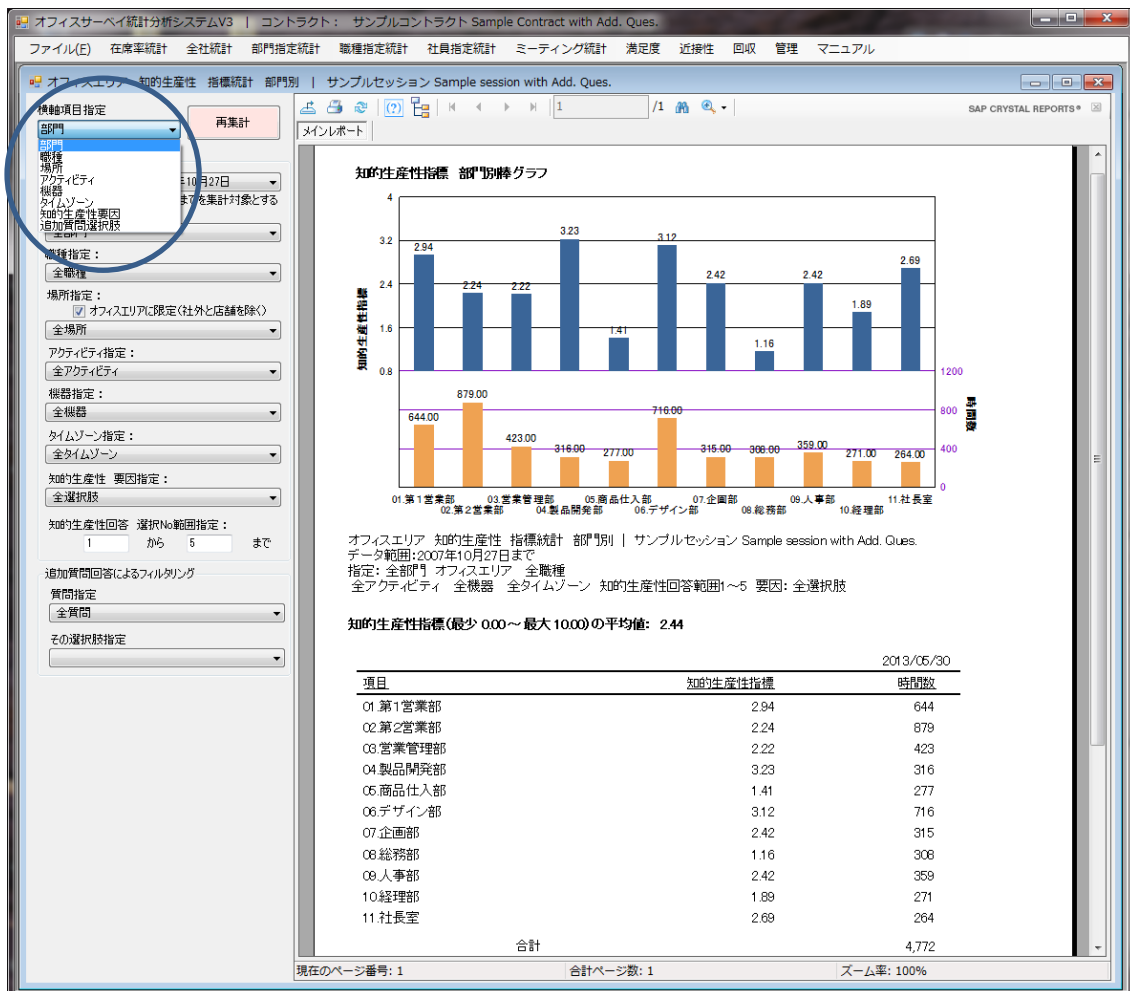 オフィスサーベイ統計分析システムV3 | コントラクト： サンプルコントラクト Sample Contract with Add. Ques.
ファイル(F) 在席率統計 全社統計 部門指定統計 職種指定統計 社員指定統計 ミーティング統計 満足度 近接性 回収 管理 マニュアル
オフィスエリア 知的生産性 指標統計 部門別 | サンプルセッション Sample session with Add. Ques.
横軸項目指定
部門
再集計
部門
職種
場所
アクティビティ
機器
タイムゾーン
知的生産性要因
追加質問選択肢
年10月27日
までを集計対象とする
全部門
職種指定：
全職種
場所指定：
オフィスエリアに限定(社外と店舗を除く)
全場所
アクティビティ指定：
全アクティビティ
機器指定：
全機器
タイムゾーン指定：
全タイムゾーン
知的生産性 要因指定：
全選択肢
知的生産性回答 選択No範囲指定：
1 から 5 まで
追加質問回答によるフィルタリング
質問指定
全質問
その選択肢指定
1 /1
SAP CRYSTAL REPORTS®
メインレポート
知的生産性指標 部門別棒グラフ
4
3.2
2.4
1.6
0.8
知的生産性指標
2.94
2.24
2.22
3.23
1.41
3.12
2.42
1.16
2.42
1.89
2.69
1200
800
400
0
時間数
644.00
879.00
423.00
316.00
277.00
716.00
315.00
308.00
359.00
271.00
264.00
01.第1営業部 03.営業管理部 05.商品仕入部 07.企画部 09.人事部 11.社長室
02.第2営業部 04.製品開発部 06.デザイン部 08.総務部 10.経理部
オフィスエリア 知的生産性 指標統計 部門別 | サンプルセッション Sample session with Add. Ques.
データ範囲:2007年10月27日まで
指定: 全部門 オフィスエリア 全職種
全アクティビティ 全機器 全タイムゾーン 知的生産性回答範囲1～5 要因: 全選択肢
知的生産性指標(最少 0.00～最大 10.00)の平均値: 2.44
2013/05/30
項目 知的生産性指標 時間数
01.第1営業部 2.94 644
02.第2営業部 2.24 879
03.営業管理部 2.22 423
04.製品開発部 3.23 316
05.商品仕入部 1.41 277
06.デザイン部 3.12 716
07.企画部 2.42 315
08.総務部 1.16 308
09.人事部 2.42 359
10.経理部 1.89 271
11.社長室 2.69 264
合計 4,772
現在のページ番号: 1 合計ページ数: 1 ズーム率: 100%